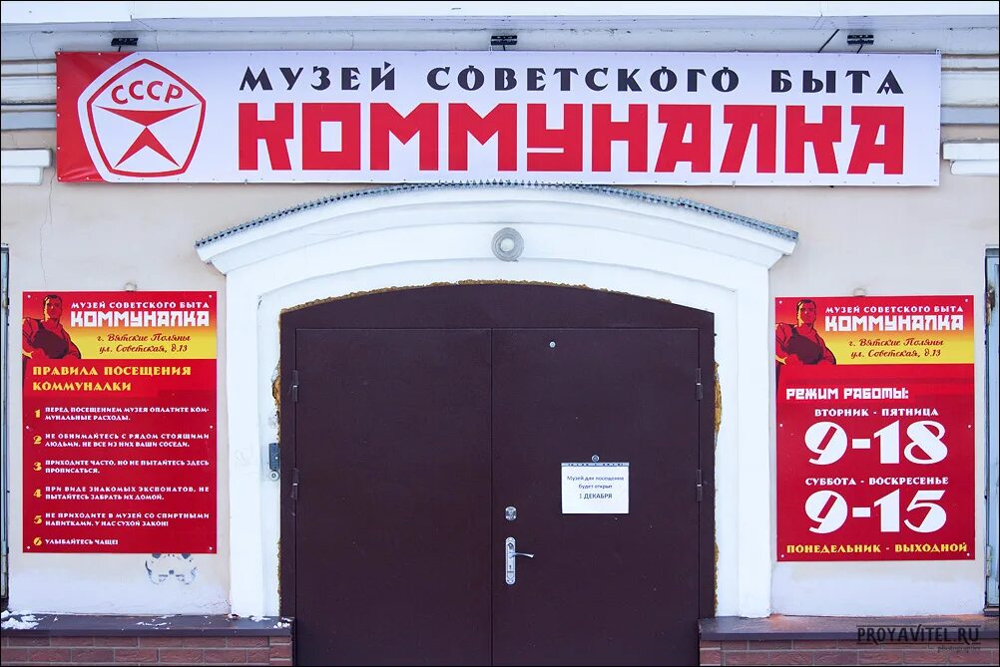 СССР
МУЗЕЙ СОВЕТСКОГО БЫТА
КОММУНАЛКА
МУЗЕЙ СОВЕТСКОГО БЫТА
КОММУНАЛКА
г. Вятские Поляны
ул. Советская, д.13
ПРАВИЛА ПОСЕЩЕНИЯ
КОММУНАЛКИ
1 ПЕРЕД ПОСЕЩЕНИЕМ МУЗЕЯ ОПЛАТИТЕ КОМ-
МУНАЛЬНЫЕ РАСХОДЫ.
2 НЕ ОБНИМАЙТЕСЬ С РЯДОМ СТОЯЩИМИ
ЛЮДЬМИ. НЕ ВСЕ ИЗ НИХ ВАШИ СОСЕДИ.
3 ПРИХОДИТЕ ЧАСТО, НО НЕ ПЫТАЙТЕСЬ ЗДЕСЬ
ПРОПИСАТЬСЯ.
4 ПРИ ВИДЕ ЗНАКОМЫХ ЭКСПОНАТОВ, НЕ
ПЫТАЙТЕСЬ ЗАБРАТЬ ИХ ДОМОЙ.
5 НЕ ПРИХОДИТЕ В МУЗЕЙ СО СПИРТНЫМИ
НАПИТКАМИ. У НАС СУХОЙ ЗАКОН!
6 УЛЫБАЙТЕСЬ ЧАЩЕ!
Музей для посещения
будет открыт
1 ДЕКАБРЯ
МУЗЕЙ СОВЕТСКОГО БЫТА
КОММУНАЛКА
г. Вятские Поляны
ул. Советская, д.13
РЕЖИМ РАБОТЫ:
ВТОРНИК - ПЯТНИЦА
9-18
СУББОТА - ВОСКРЕСЕНЬЕ
9-15
ПОНЕДЕЛЬНИК - ВЫХОДНОЙ
PROYAVITEL.RU